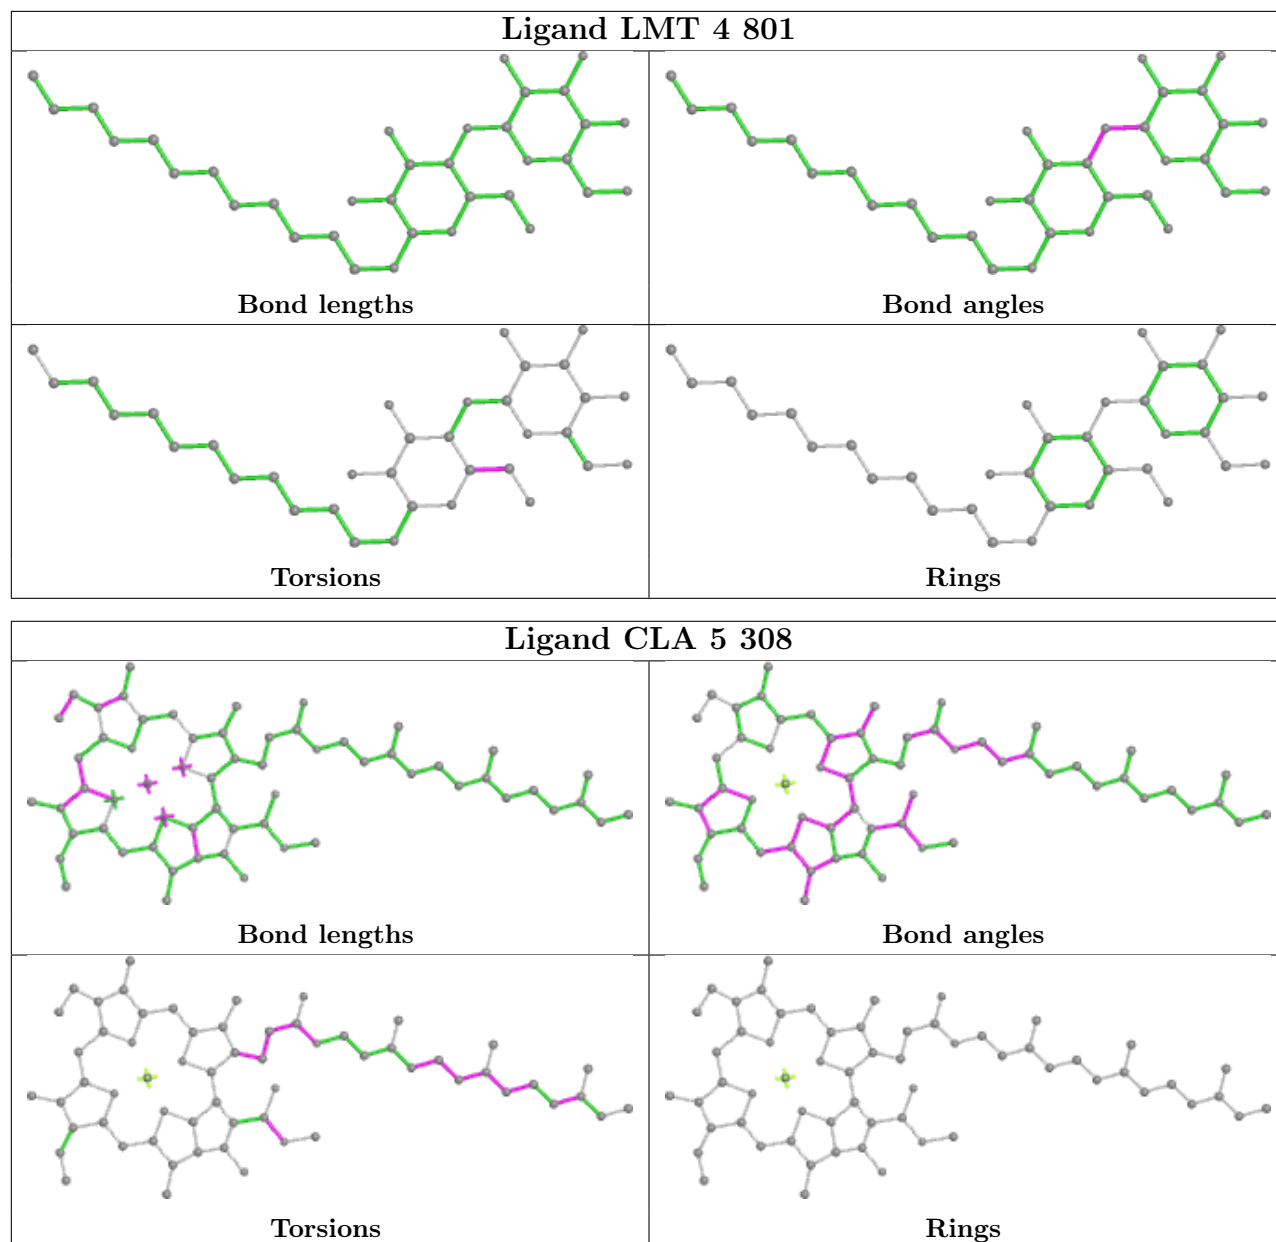 Ligand LMT 4 801
Bond lengths
Bond angles
Torsions
Rings
Ligand CLA 5 308
Bond lengths
Bond angles
Torsions
Rings